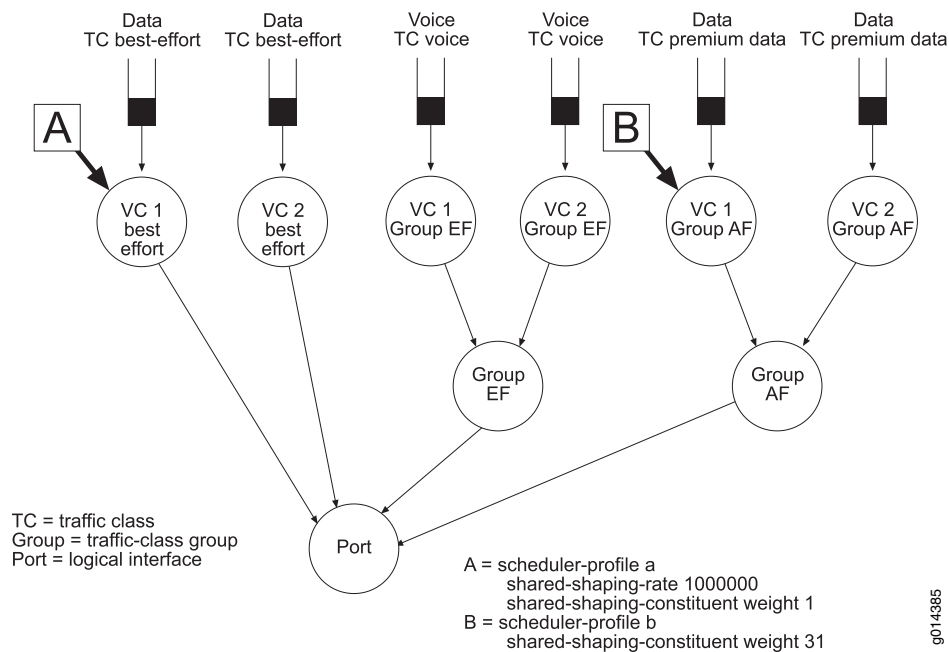 Data
TC best-effort
Data
TC best-effort
Voice
TC voice
Voice
TC voice
Data
TC premium data
Data
TC premium data
A
B
VC 1
best
effort
VC 2
best
effort
VC 1
Group EF
VC 2
Group EF
VC 1
Group AF
VC 2
Group AF
Group
EF
Group
AF
Port
TC = traffic class
Group = traffic-class group
Port = logical interface
A = scheduler-profile a
shared-shaping-rate 1000000
shared-shaping-constituent weight 1
B = scheduler-profile b
shared-shaping-constituent weight 31
g014385